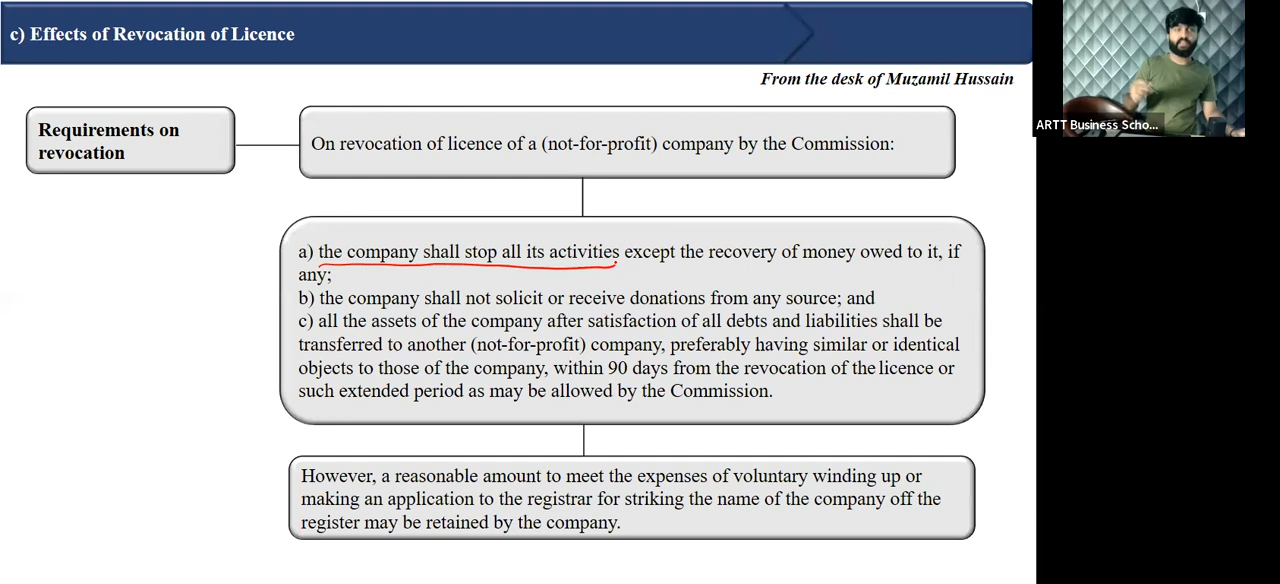 c) Effects of Revocation of Licence
From the desk of Muzamil Hussain
ARTT Business Scho...
Requirements on
revocation
On revocation of licence of a (not-for-profit) company by the Commission:
a) the company shall stop all its activities except the recovery of money owed to it, if
any;
b) the company shall not solicit or receive donations from any source; and
c) all the assets of the company after satisfaction of all debts and liabilities shall be
transferred to another (not-for-profit) company, preferably having similar or identical
objects to those of the company, within 90 days from the revocation of the licence or
such extended period as may be allowed by the Commission.
However, a reasonable amount to meet the expenses of voluntary winding up or
making an application to the registrar for striking the name of the company off the
register may be retained by the company.